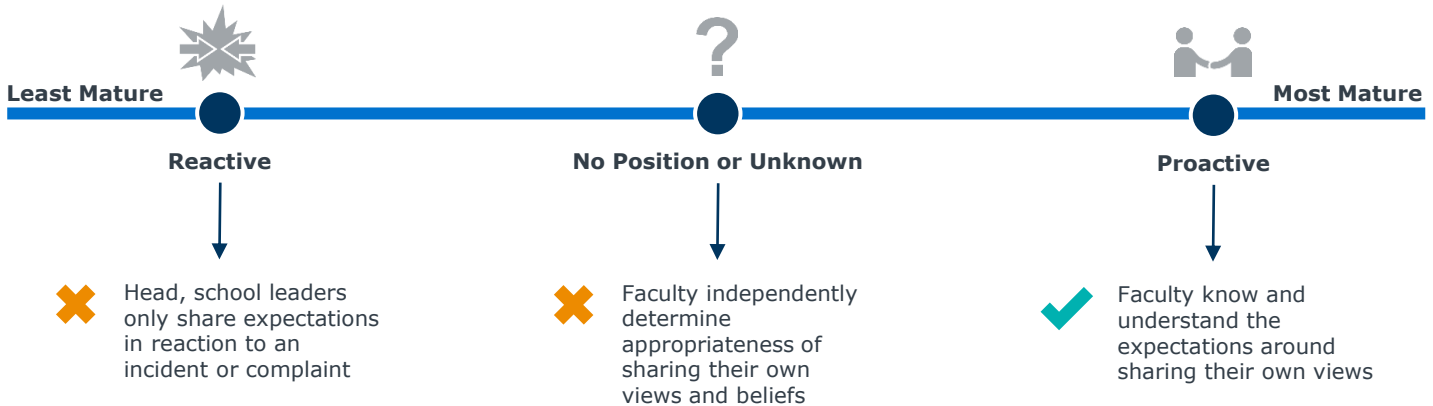 ?
Least Mature
Most Mature
Reactive
No Position or Unknown
Proactive
Head, school leaders
only share expectations
in reaction to an
incident or complaint
Faculty independently
determine
appropriateness of
sharing their own
views and beliefs
Faculty know and
understand the
expectations around
sharing their own views